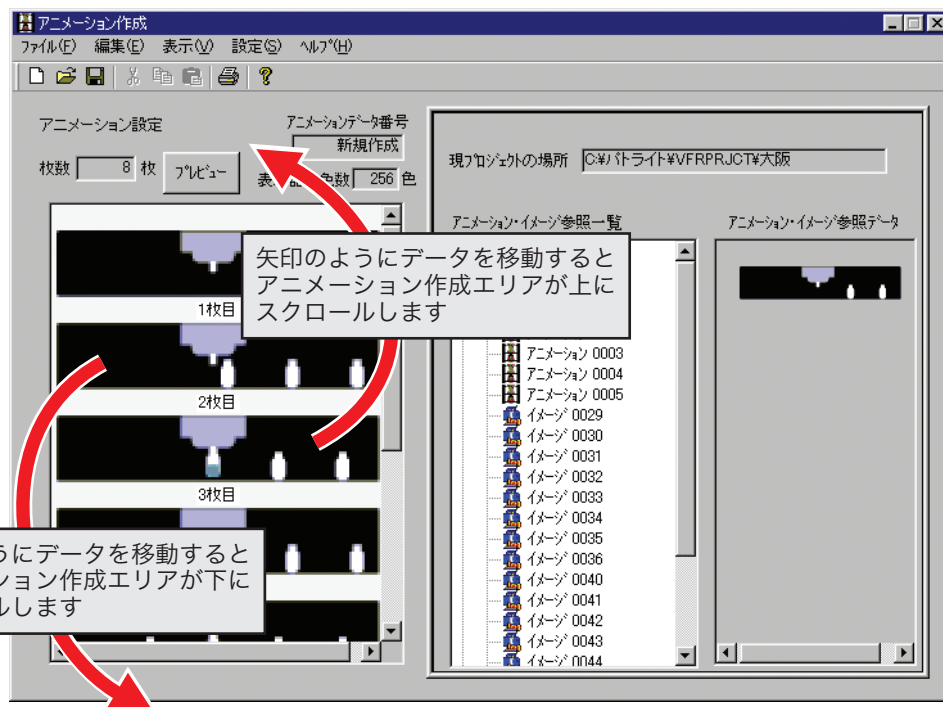 アニメーション作成
ファイル(F) 編集(E) 表示(V) 設定(S) ヘルプ(H)
アニメーション設定
アニメーションデータ番号
新規作成
枚数 8 枚 プレビュー
表 色数 256 色
現プロジェクトの場所 C:¥パトライト¥VFRPRJCT¥大阪
アニメーション・イメージ参照一覧
アニメーション・イメージ参照データ
矢印のようにデータを移動すると
アニメーション作成エリアが上に
スクロールします
1枚目
2枚目
3枚目
うにデータを移動すると
ション作成エリアが下に
ルします
アニメーション 0003
アニメーション 0004
アニメーション 0005
イメージ 0029
イメージ 0030
イメージ 0031
イメージ 0032
イメージ 0033
イメージ 0034
イメージ 0035
イメージ 0036
イメージ 0040
イメージ 0041
イメージ 0042
イメージ 0043
イメージ 0044